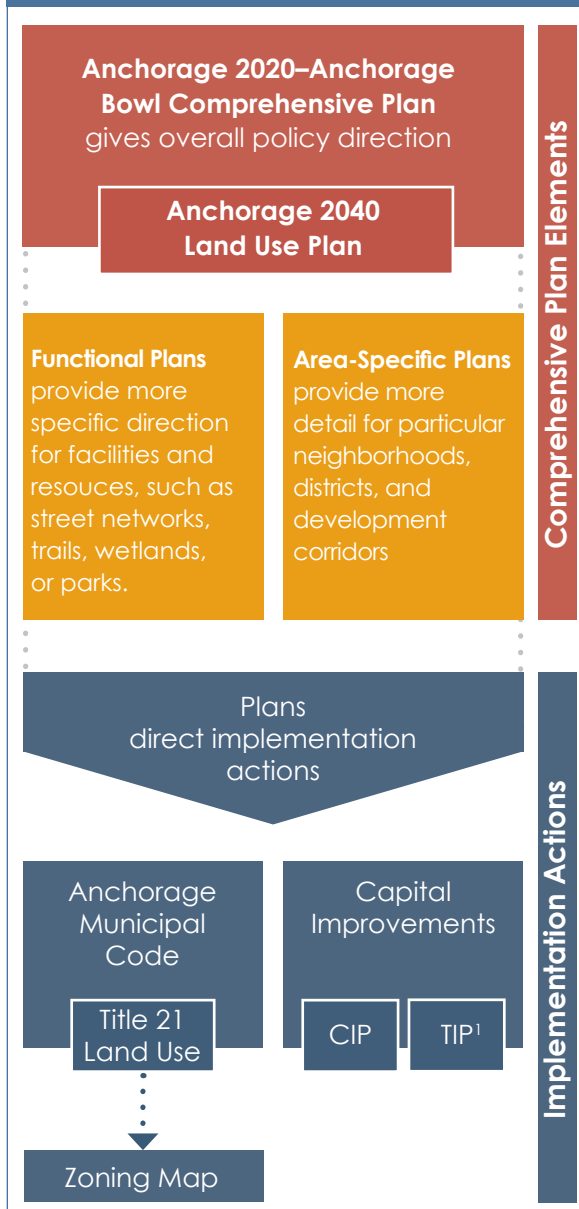 Anchorage 2020–Anchorage
Bowl Comprehensive Plan
gives overall policy direction
Anchorage 2040
Land Use Plan
Comprehensive Plan Elements
Functional Plans
provide more
specific direction
for facilities and
resouces, such as
street networks,
trails, wetlands,
or parks.
Area-Specific Plans
provide more
detail for particular
neighborhoods,
districts, and
development
corridors
Plans
direct implementation
actions
Implementation Actions
Anchorage
Municipal
Code
Title 21
Land Use
Capital
Improvements
CIP
TIP¹
Zoning Map